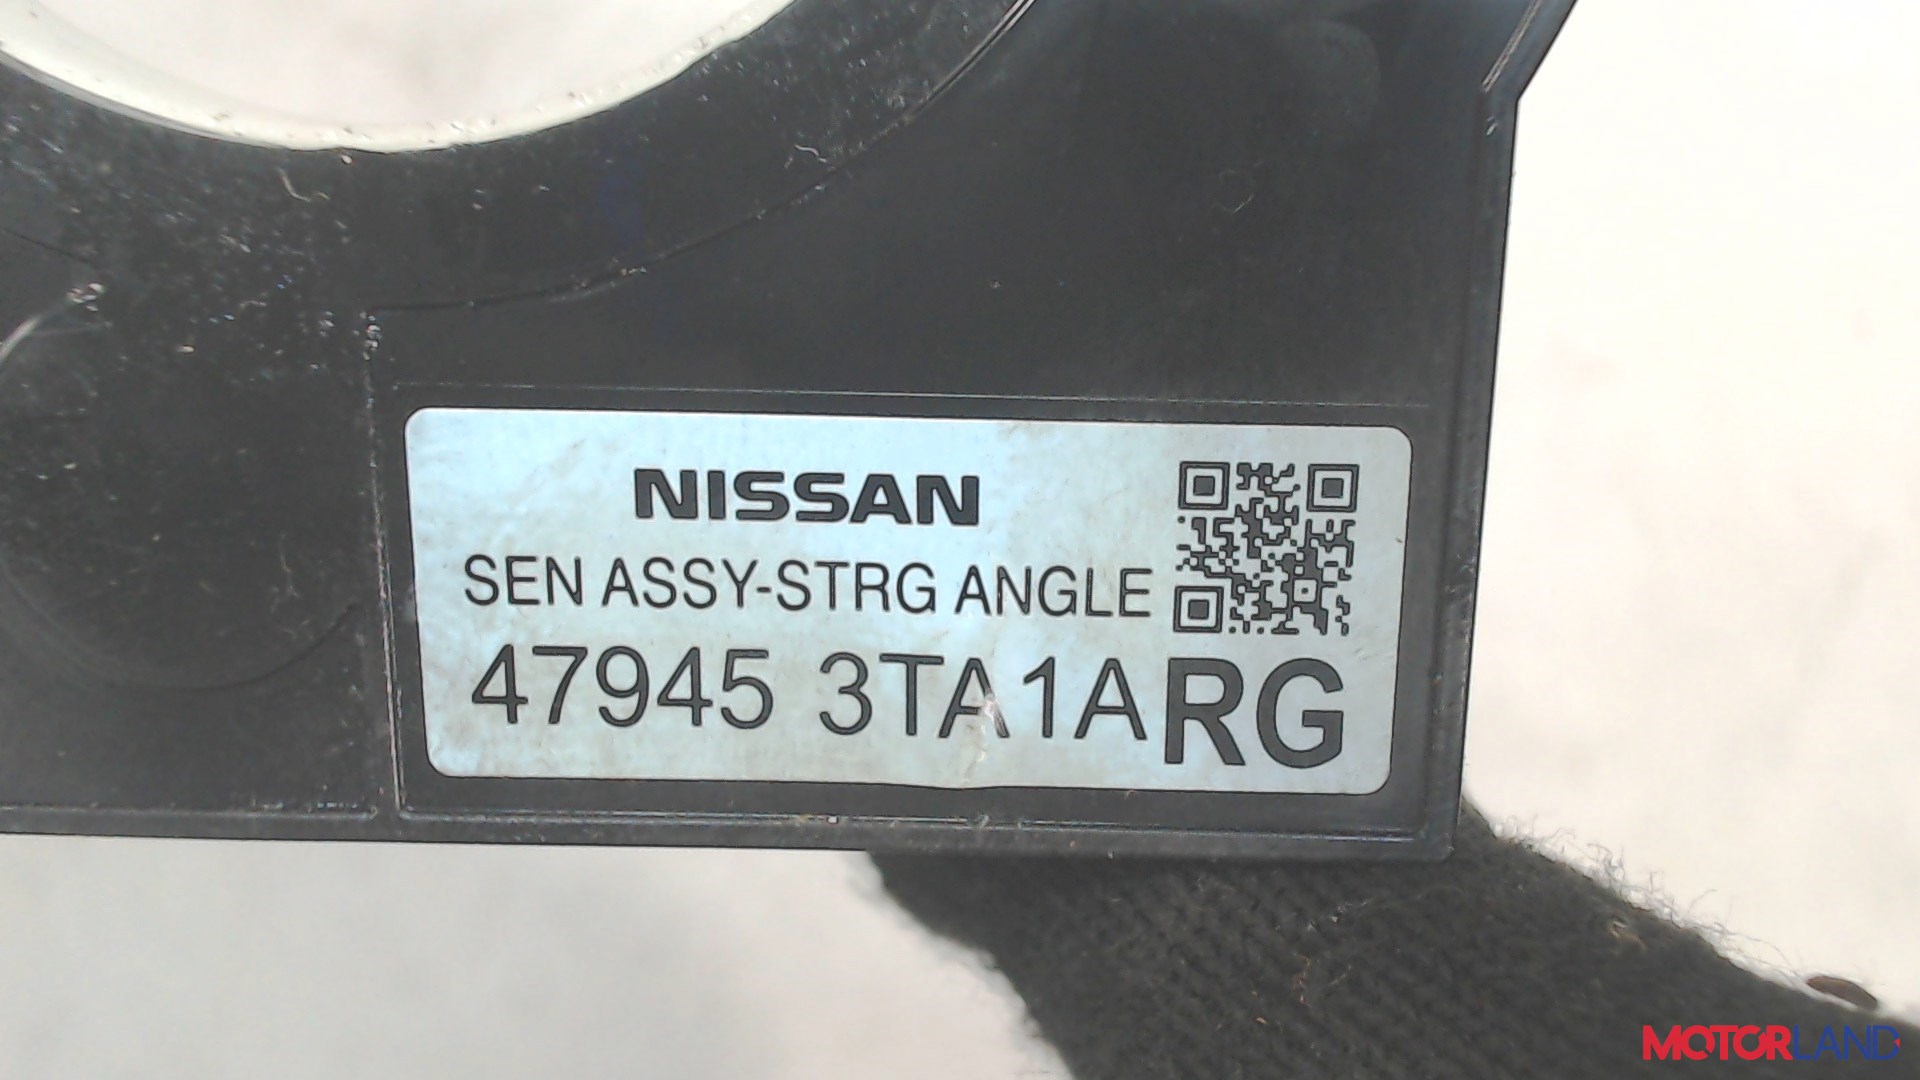 NISSAN
SEN ASSY-STRG ANGLE
47945 3TA1ARG
MOTORLAND